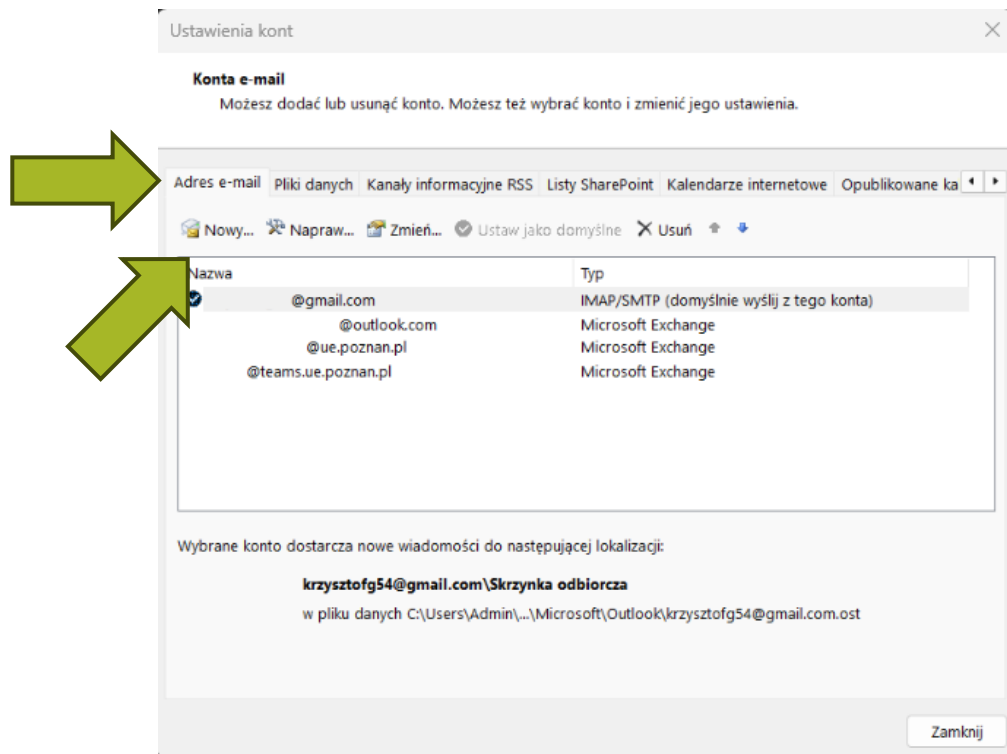 Ustawienia kont
Konta e-mail
Możesz dodać lub usunąć konto. Możesz też wybrać konto i zmienić jego ustawienia.
Adres e-mail Pliki danych Kanały informacyjne RSS Listy SharePoint Kalendarze internetowe Opublikowane ka
Nowy... Napraw... Zmień... Ustaw jako domyślne Usuń
Nazwa Typ
@gmail.com IMAP/SMTP (domyślnie wyślij z tego konta)
@outlook.com Microsoft Exchange
@ue.poznan.pl Microsoft Exchange
@teams.ue.poznan.pl Microsoft Exchange
Wybrane konto dostarcza nowe wiadomości do następującej lokalizacji:
krzysztofg54@gmail.com\Skrzynka odbiorcza
w pliku danych C:\Users\Admin\...\Microsoft\Outlook\krzysztofg54@gmail.com.ost
Zamknij